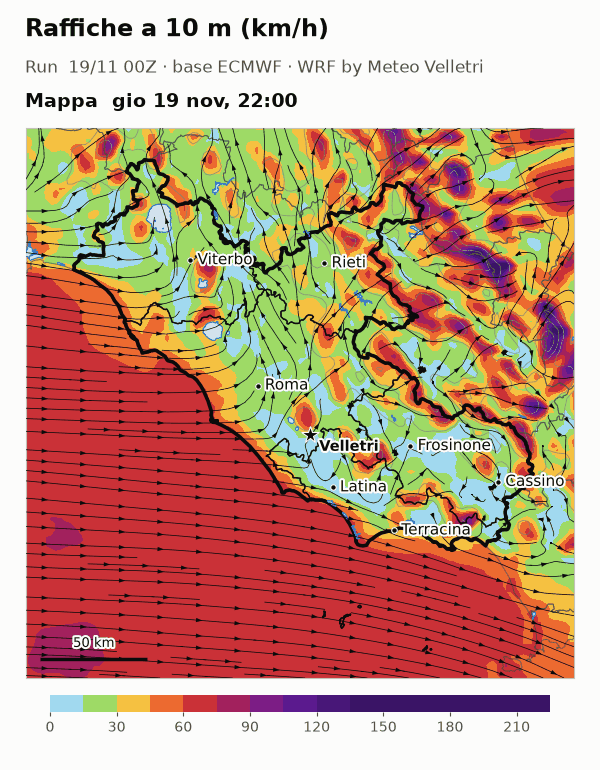 Raffiche a 10 m (km/h)
Run  19/11 00Z · base ECMWF · WRF by Meteo Velletri
Mappa  gio 19 nov, 22:00
Viterbo
Rieti
Roma
Velletri
Frosinone
Cassino
Latina
Terracina
50 km
0 30 60 90 120 150 180 210